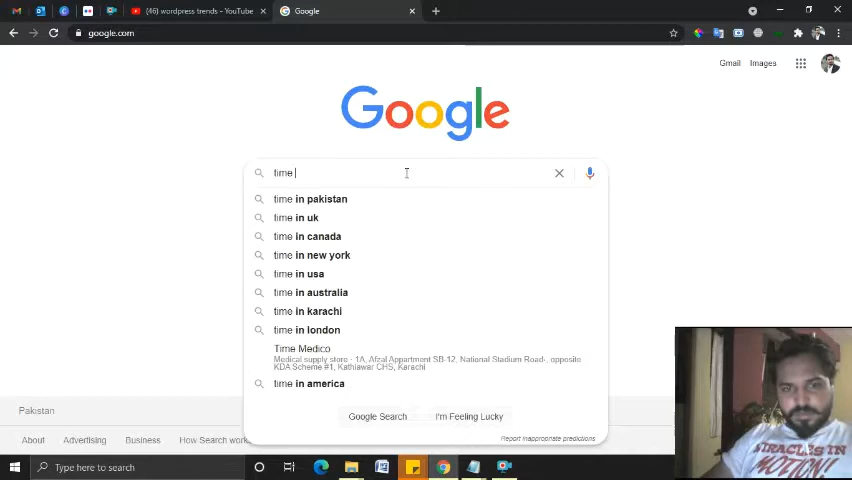 (46) wordpress trends - YouTube
Google
google.com
Gmail Images
Google
time
time in pakistan
time in uk
time in canada
time in new york
time in usa
time in australia
time in karachi
time in london
Time Medico
Medical supply store · 1A, Afzal Appartment SB-12, National Stadium Road-, opposite
KDA Scheme #1, Kathiawar CHS, Karachi
time in america
Google Search I'm Feeling Lucky
Report inappropriate predictions
Pakistan
About Advertising Business How Search work
Type here to search
MIRACLES IN
MOTION!